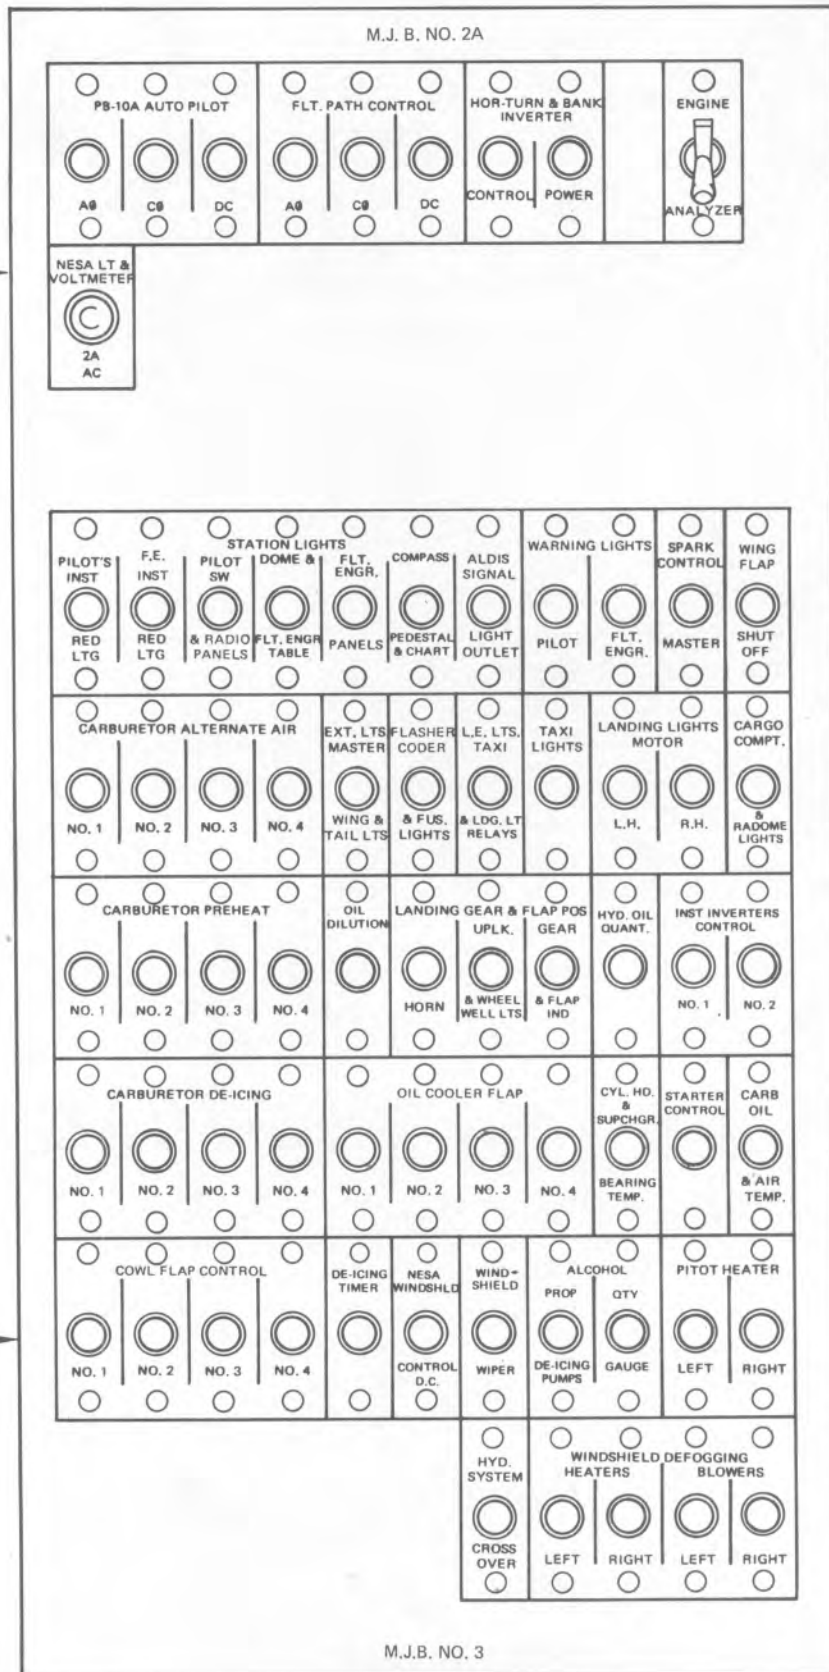 M.J. B. NO. 2A
PB-10A AUTO PILOT
AØ CØ DC
FLT. PATH CONTROL
AØ CØ DC
HOR-TURN & BANK
INVERTER
CONTROL POWER
ENGINE
ANALYZER
NESA LT &
VOLTMETER
2A
AC
STATION LIGHTS
PILOT'S
INST
RED
LTG
F.E.
INST
RED
LTG
PILOT
SW
& RADIO
PANELS
DOME &
FLT. ENGR
TABLE
FLT.
ENGR.
PANELS
COMPASS
PEDESTAL
& CHART
ALDIS
SIGNAL
LIGHT
OUTLET
WARNING LIGHTS
PILOT
FLT.
ENGR.
SPARK
CONTROL
MASTER
WING
FLAP
SHUT
OFF
CARBURETOR ALTERNATE AIR
NO. 1 NO. 2 NO. 3 NO. 4
EXT. LTS
MASTER
WING &
TAIL LTS
FLASHER
CODER
& FUS.
LIGHTS
L.E. LTS.
TAXI
& LDG. LT
RELAYS
TAXI
LIGHTS
LANDING LIGHTS
MOTOR
L.H. R.H.
CARGO
COMPT.
&
RADOME
LIGHTS
CARBURETOR PREHEAT
NO. 1 NO. 2 NO. 3 NO. 4
OIL
DILUTION
LANDING GEAR & FLAP POS
HORN
UPLK.
& WHEEL
WELL LTS
GEAR
& FLAP
IND
HYD. OIL
QUANT.
INST INVERTERS
CONTROL
NO. 1 NO. 2
CARBURETOR DE-ICING
NO. 1 NO. 2 NO. 3 NO. 4
OIL COOLER FLAP
NO. 1 NO. 2 NO. 3 NO. 4
CYL. HD.
&
SUPCHGR.
BEARING
TEMP.
STARTER
CONTROL
CARB
OIL
& AIR
TEMP.
COWL FLAP CONTROL
NO. 1 NO. 2 NO. 3 NO. 4
DE-ICING
TIMER
NESA
WINDSHLD
CONTROL
D.C.
WIND-
SHIELD
WIPER
ALCOHOL
PROP
DE-ICING
PUMPS
QTY
GAUGE
PITOT HEATER
LEFT RIGHT
HYD.
SYSTEM
CROSS
OVER
WINDSHIELD DEFOGGING
HEATERS BLOWERS
LEFT RIGHT LEFT RIGHT
M.J.B. NO. 3